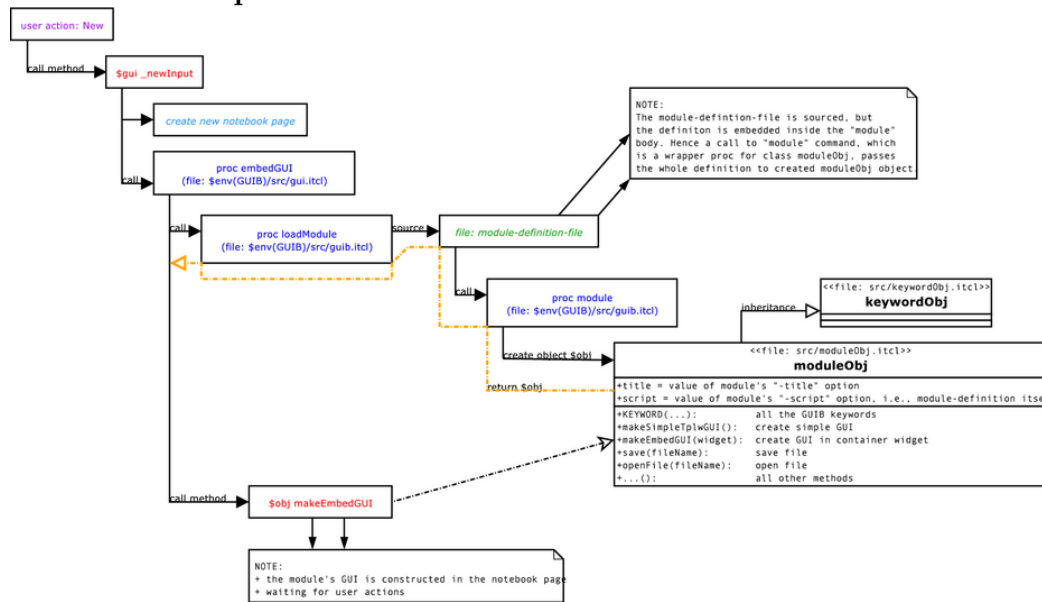 user action: New
call method
$gui _newInput
create new notebook page
call
proc embedGUI
(file: $env(GUIB)/src/gui.itcl)
NOTE:
The module-defintion-file is sourced, but
the definiton is embedded inside the "module"
body. Hence a call to "module" command, which
is a wrapper proc for class moduleObj, passes
the whole definition to created moduleObj object
call
proc loadModule
(file: $env(GUIB)/src/guib.itcl)
source
file: module-definition-file
call
proc module
(file: $env(GUIB)/src/guib.itcl)
<<file: src/keywordObj.itcl>>
keywordObj
inheritance
create object $obj
return $obj
<<file: src/moduleObj.itcl>>
moduleObj
+title = value of module's "-title" option
+script = value of module's "-script" option, i.e., module-definition itse
+KEYWORD(...): all the GUIB keywords
+makeSimpleTplwGUI(): create simple GUI
+makeEmbedGUI(widget): create GUI in container widget
+save(fileName): save file
+openFile(fileName): open file
+...(): all other methods
call method
$obj makeEmbedGUI
NOTE:
+ the module's GUI is constructed in the notebook page
+ waiting for user actions